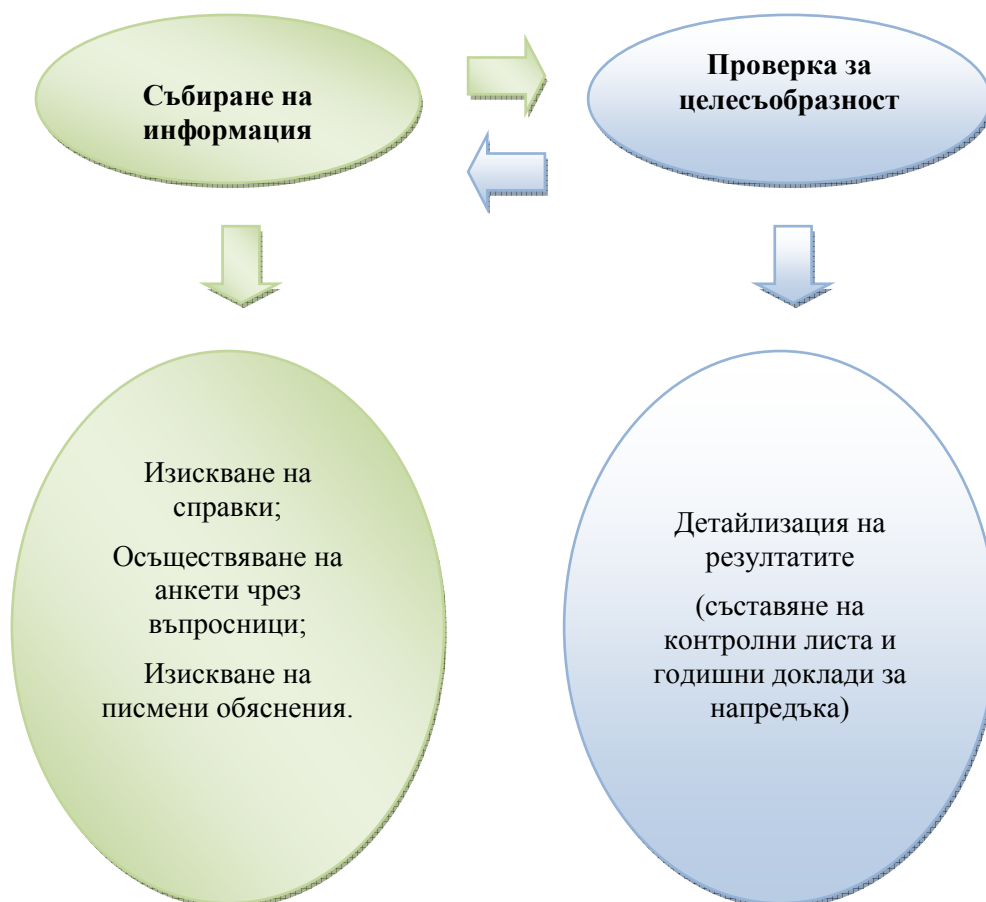 Събиране на
информация
Проверка за
целесъобразност
Изискване на
справки;
Осъществяване на
анкети чрез
въпросници;
Изискване на
писмени обяснения.
Детайлизация на
резултатите
(съставяне на
контролни листа и
годишни доклади за
напредъка)